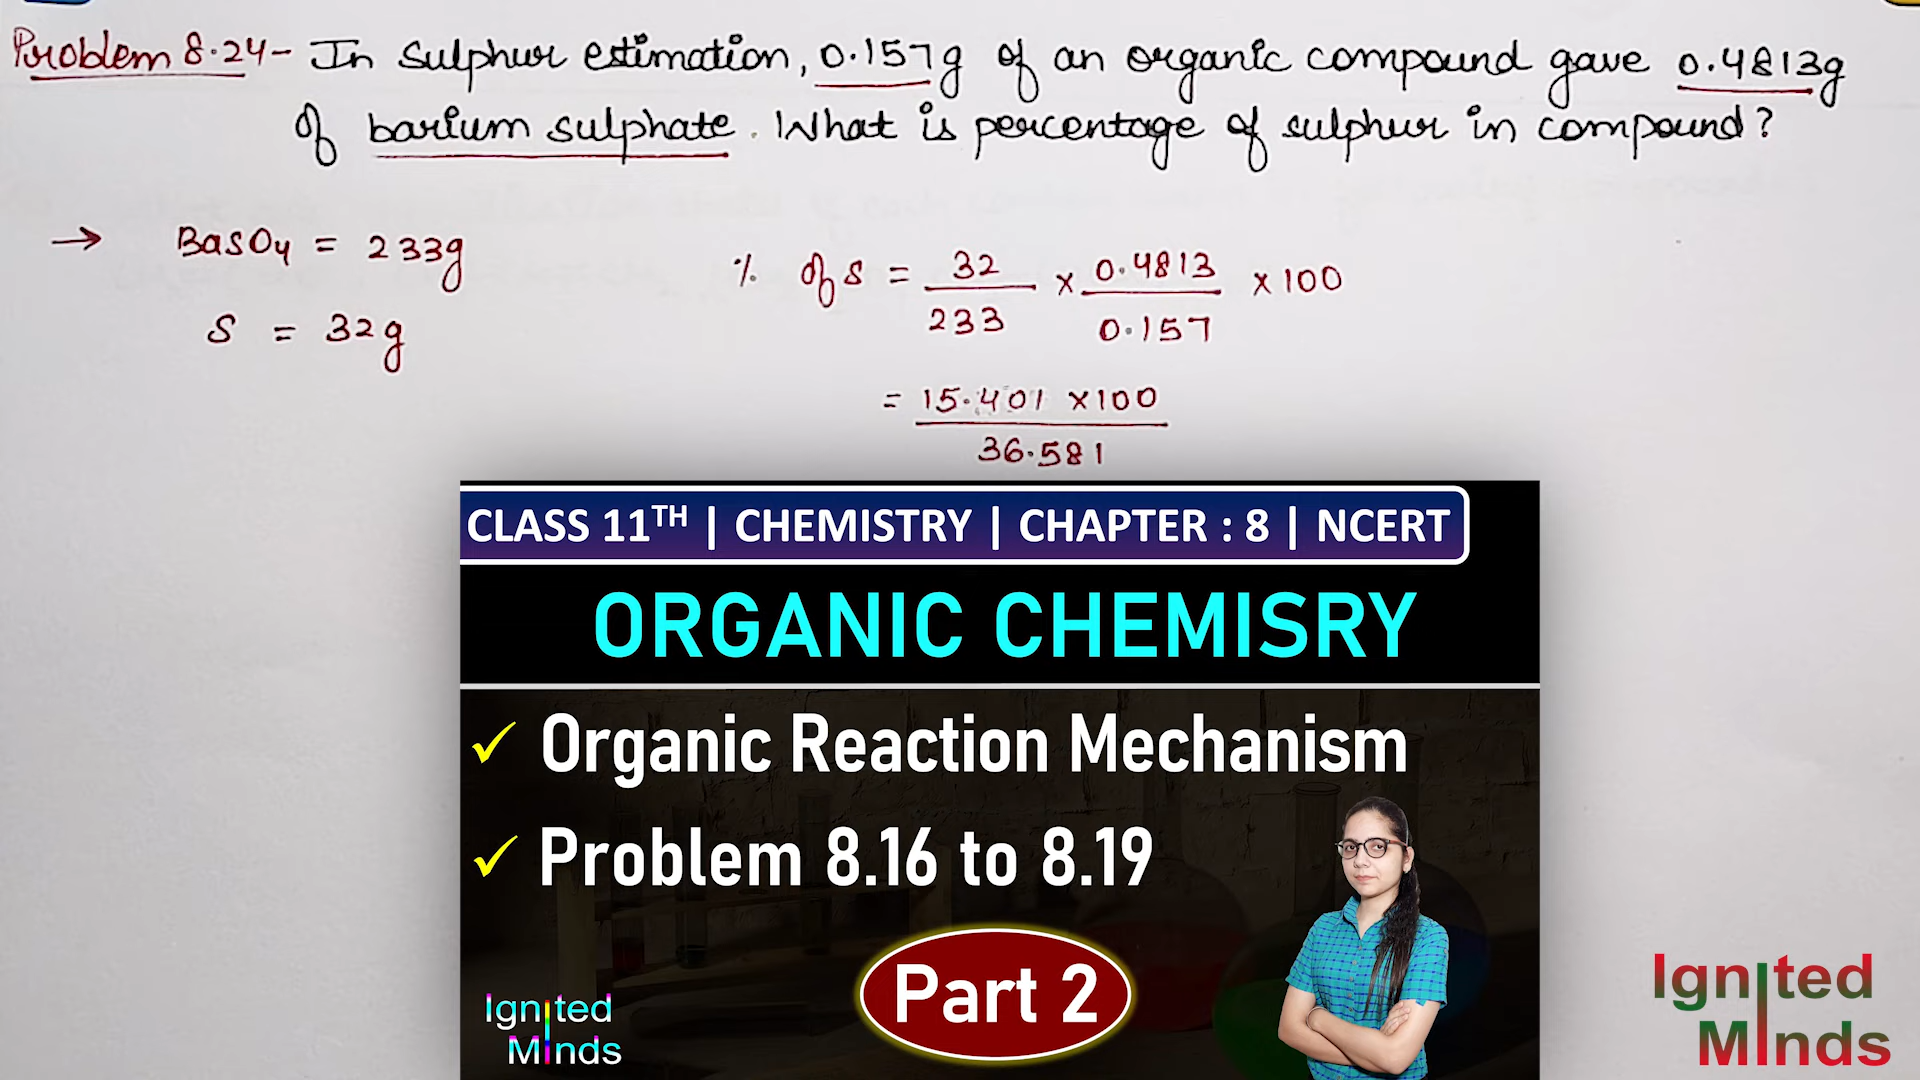 Problem 8.24- In sulphur estimation, 0.157g of an organic compound gave 0.4813g
of barium sulphate. What is percentage of sulphur in compound?
→ BaSO4 = 233g
S = 32g
% of S = 32/233 × 0.4813/0.157 × 100
= 15.401 ×100 / 36.581
CLASS 11TH | CHEMISTRY | CHAPTER : 8 | NCERT
ORGANIC CHEMISRY
✓ Organic Reaction Mechanism
✓ Problem 8.16 to 8.19
Part 2
Ignited
Minds
Ignited
Minds